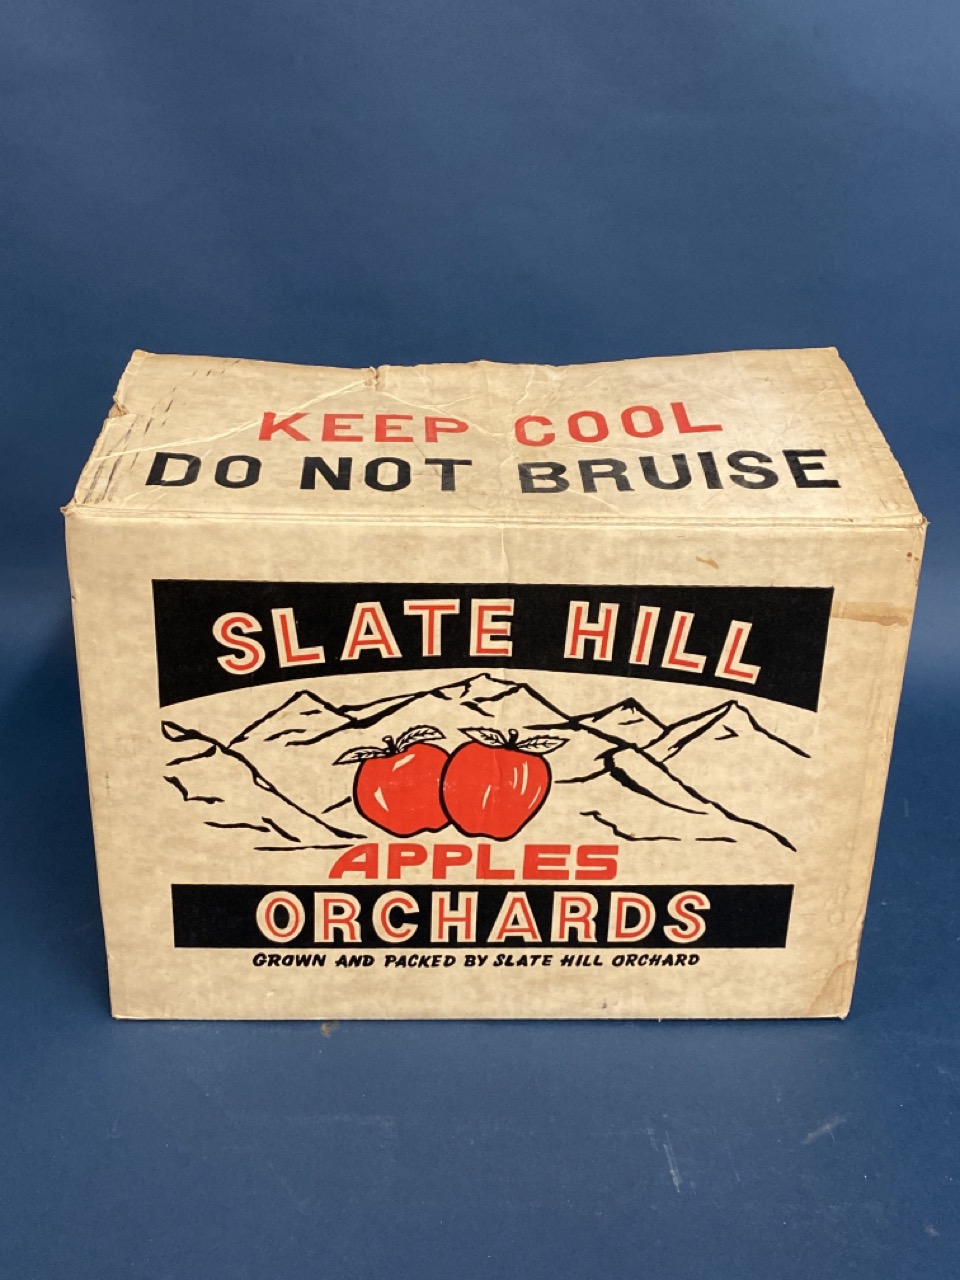 KEEP COOL
DO NOT BRUISE
SLATE HILL
APPLES
ORCHARDS
GROWN AND PACKED BY SLATE HILL ORCHARD